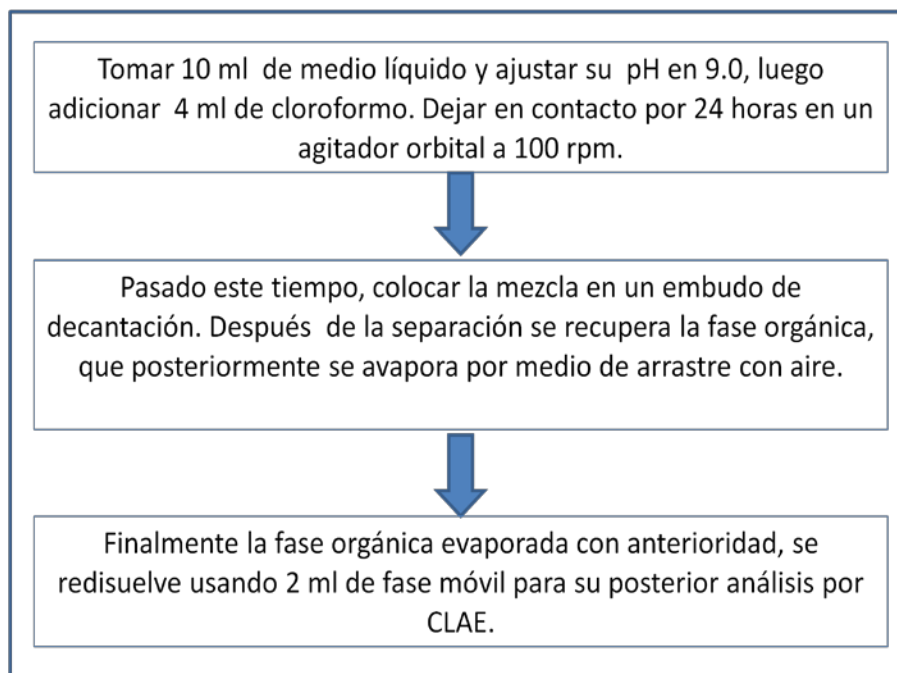 Tomar 10 ml de medio líquido y ajustar su pH en 9.0, luego
adicionar 4 ml de cloroformo. Dejar en contacto por 24 horas en un
agitador orbital a 100 rpm.
Pasado este tiempo, colocar la mezcla en un embudo de
decantación. Después de la separación se recupera la fase orgánica,
que posteriormente se avapora por medio de arrastre con aire.
Finalmente la fase orgánica evaporada con anterioridad, se
redisuelve usando 2 ml de fase móvil para su posterior análisis por
CLAE.